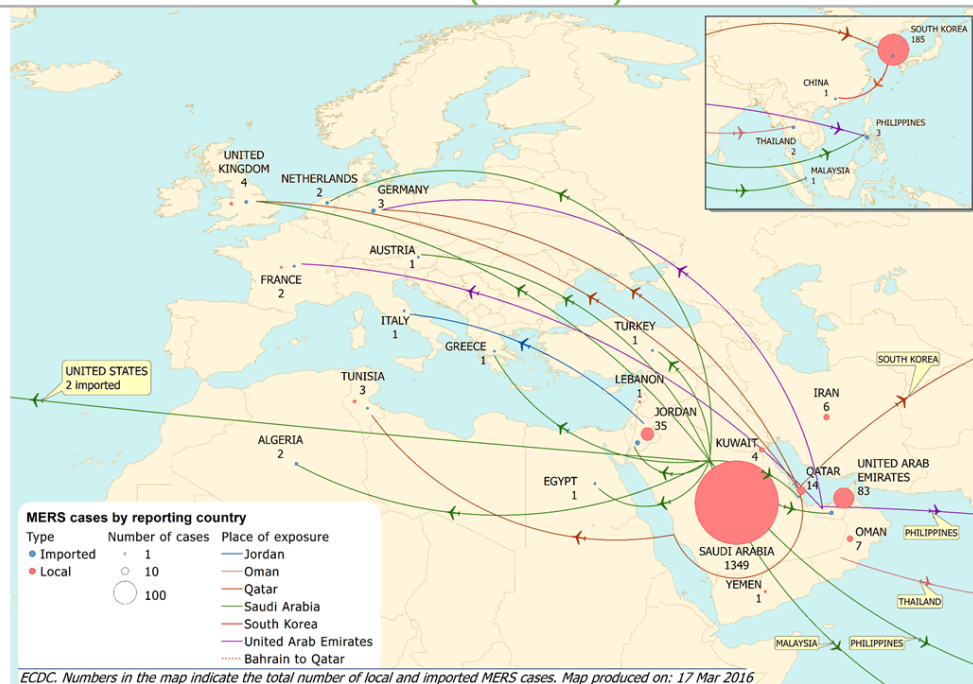 SOUTH KOREA
185
CHINA
1
PHILIPPINES
3
THAILAND
2
MALAYSIA
1
UNITED
KINGDOM
4
NETHERLANDS
2
GERMANY
3
AUSTRIA
1
FRANCE
2
ITALY
1
GREECE
1
TURKEY
1
UNITED STATES
2 imported
TUNISIA
3
LEBANON
1
JORDAN
35
SOUTH KOREA
IRAN
6
ALGERIA
2
KUWAIT
4
QATAR
14
UNITED ARAB
EMIRATES
83
EGYPT
1
PHILIPPINES
OMAN
7
SAUDI ARABIA
1349
YEMEN
1
THAILAND
MALAYSIA
PHILIPPINES
MERS cases by reporting country
Type
Imported
Local
Number of cases
1
10
100
Place of exposure
Jordan
Oman
Qatar
Saudi Arabia
South Korea
United Arab Emirates
Bahrain to Qatar
ECDC. Numbers in the map indicate the total number of local and imported MERS cases. Map produced on: 17 Mar 2016